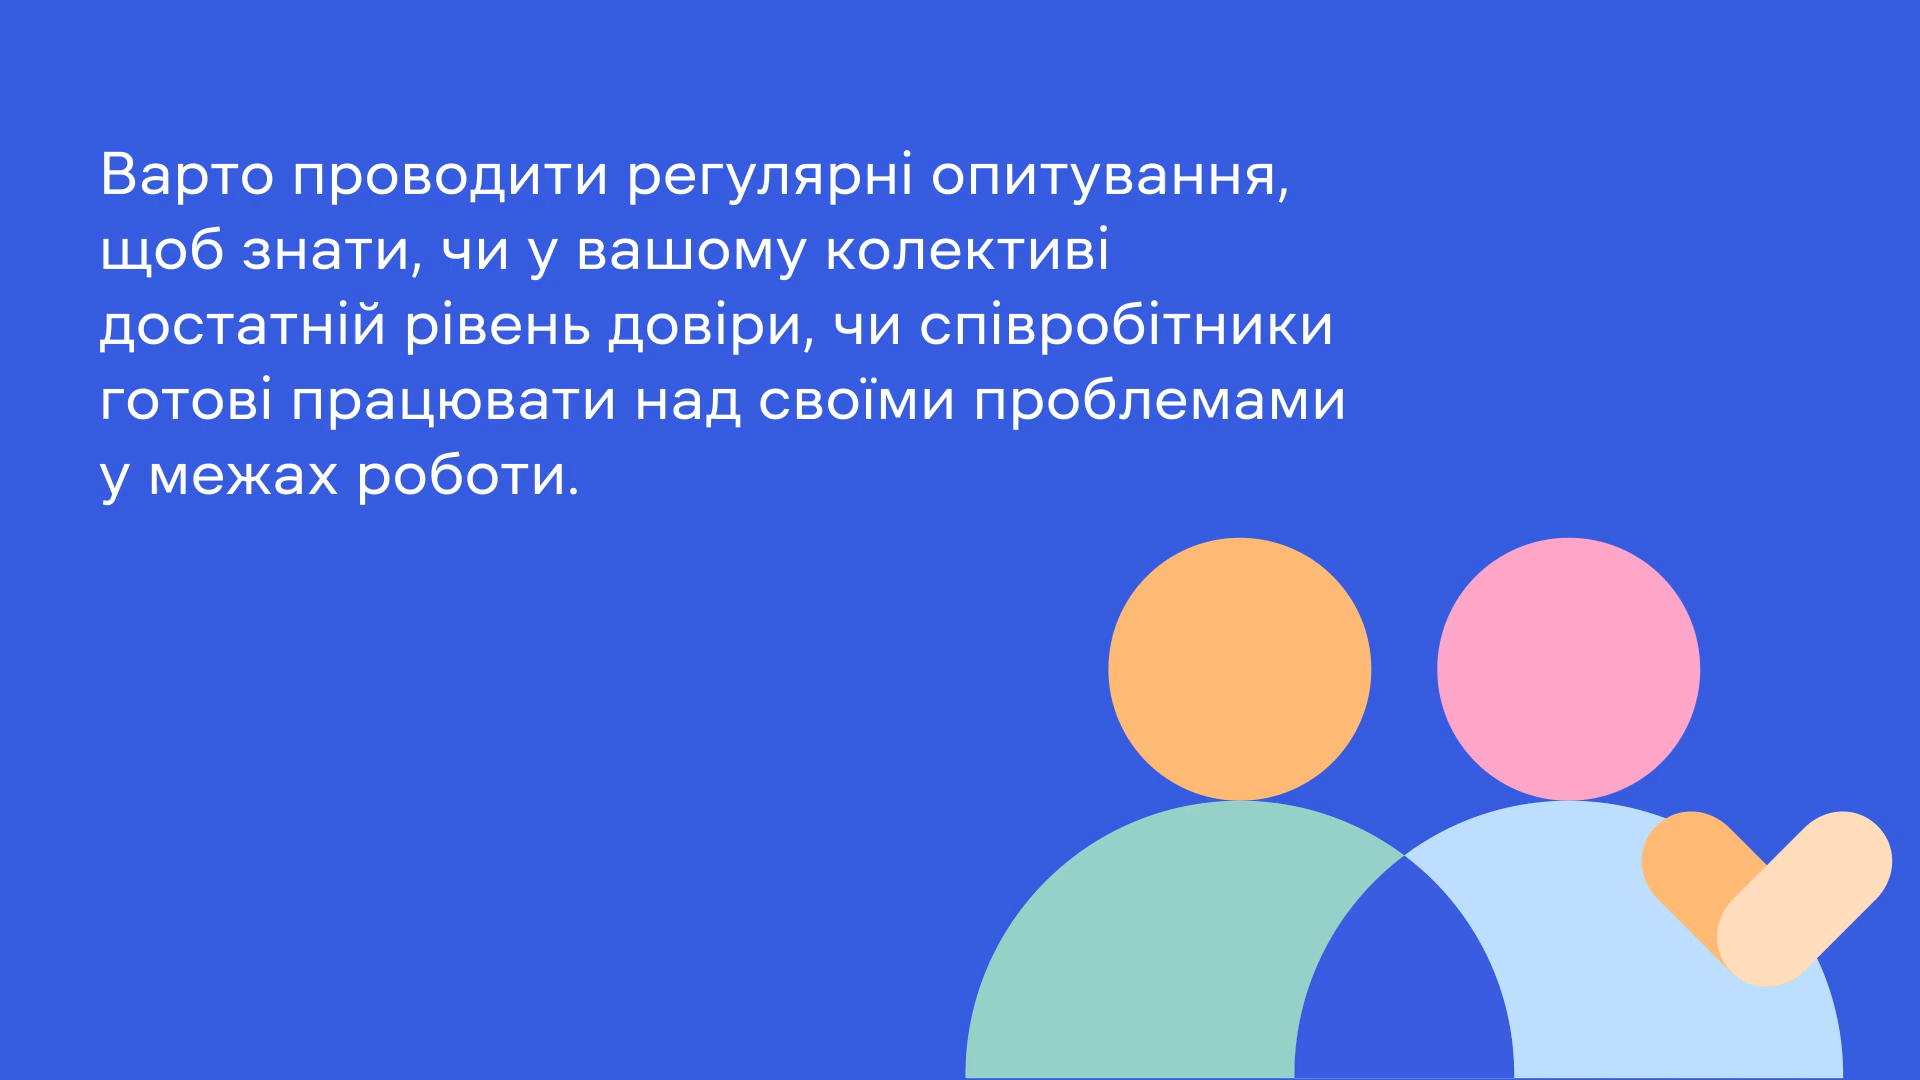 Варто проводити регулярні опитування,
щоб знати, чи у вашому колективі
достатній рівень довіри, чи співробітники
готові працювати над своїми проблемами
у межах роботи.